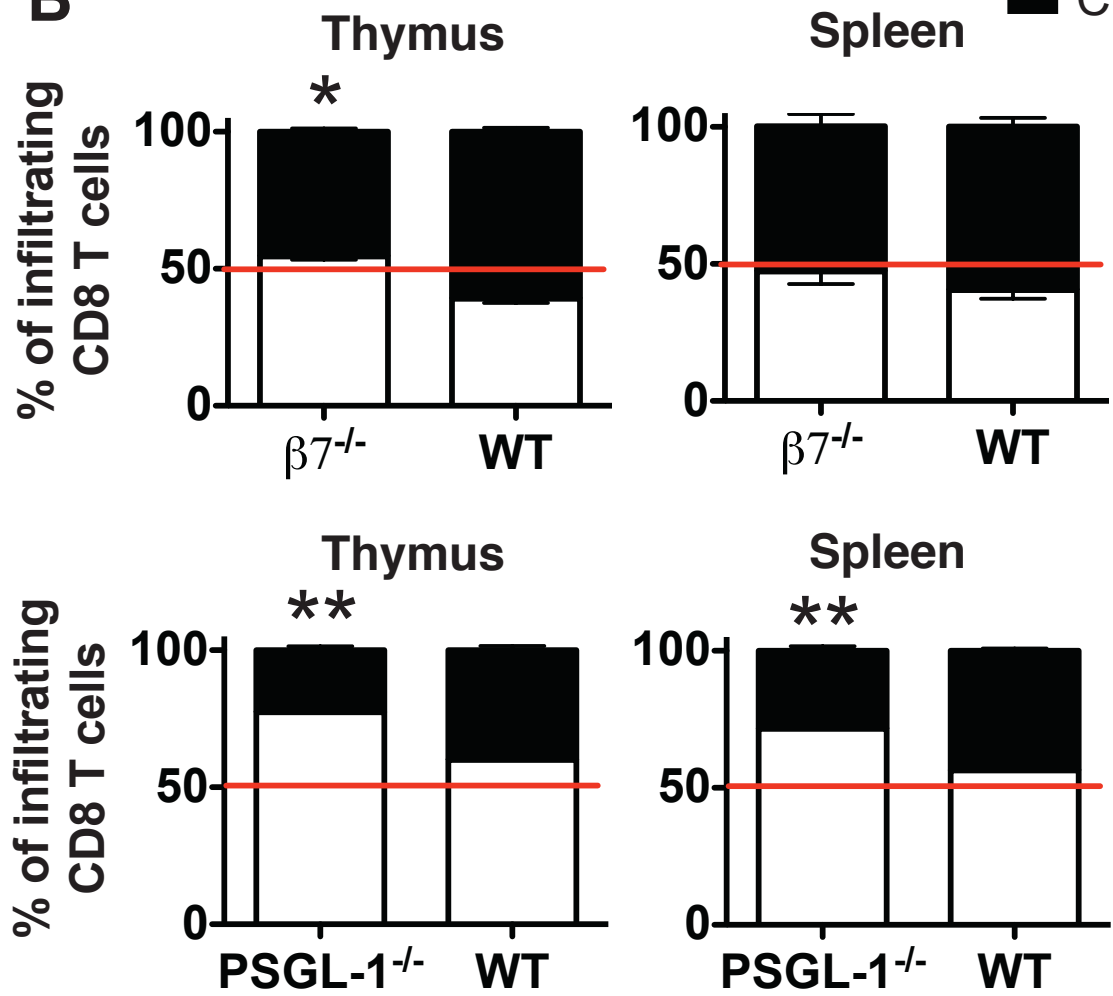 B
C
Thymus
Spleen
*
% of infiltrating
CD8 T cells
100
50
0
β7-/-
WT
100
50
0
β7-/-
WT
Thymus
Spleen
**
**
% of infiltrating
CD8 T cells
100
50
0
PSGL-1-/-
WT
100
50
0
PSGL-1-/-
WT